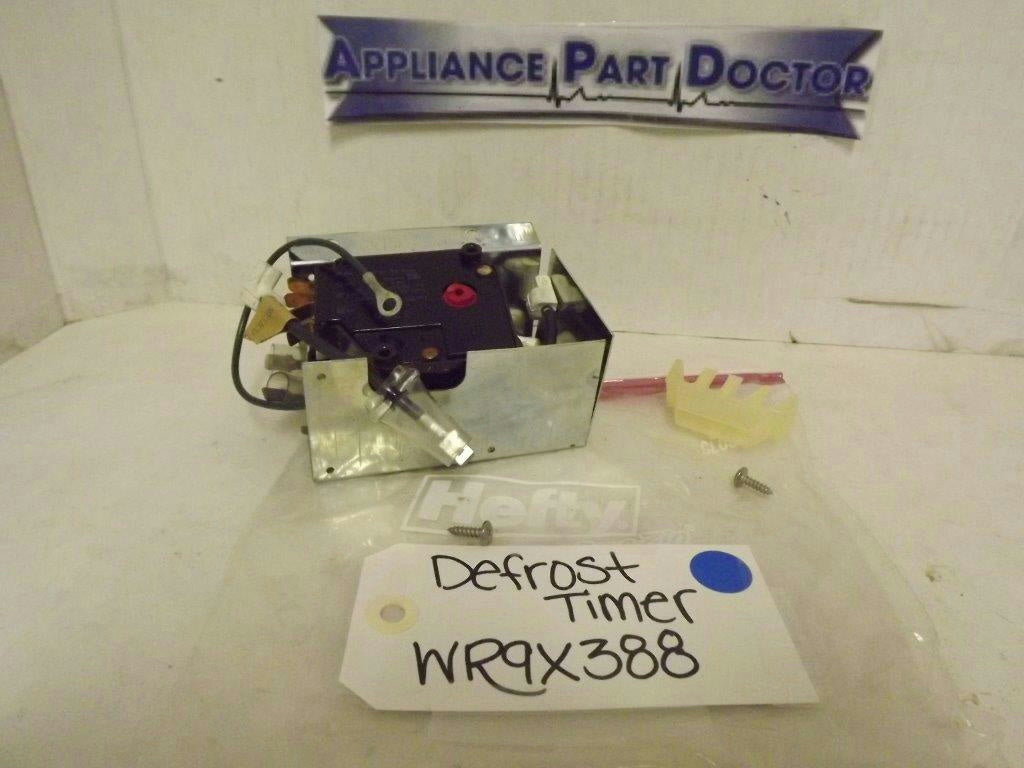 APPLIANCE PART DOCTOR
Hefty
Defrost
Timer
WR9X388